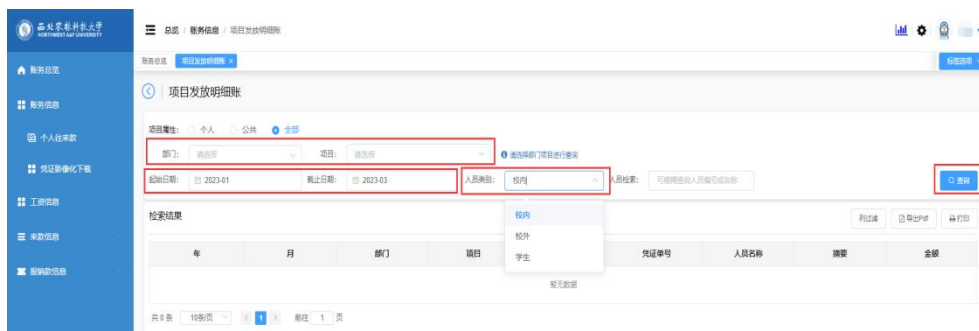 西北农林科技大学
NORTHWEST A&F UNIVERSITY
总览 / 账务信息 / 项目发放明细账
账务总览 项目发放明细账 × 标签选项
账务总览
账务信息
个人往来款
凭证影像化下载
工资信息
来款信息
报销款信息
项目发放明细账
项目属性: 个人 公共 全部
部门: 请选择 项目: 请选择 请选择部门项目进行查询
起始日期: 2023-01 截止日期: 2023-03 人员类别: 校内 人员检索: 可模糊查询人员编号或名称 查询
校内
校外
学生
检索结果 列过滤 导出Pdf 打印
年 月 部门 项目 凭证单号 人员名称 摘要 金额
暂无数据
共 0 条 10条/页 < 1 > 前往 1 页